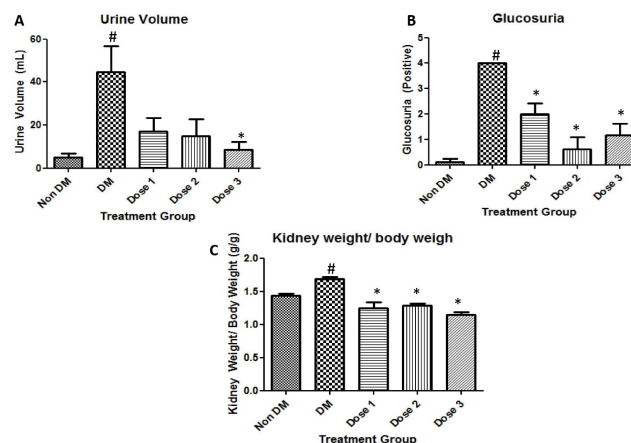 A
Urine Volume
Urine Volume (mL)
60
40
20
0
#
*
Non DM
DM
Dose 1
Dose 2
Dose 3
Treatment Group
B
Glucosuria
Glucosuria (Positive)
5
4
3
2
1
0
#
*
*
*
Non DM
DM
Dose 1
Dose 2
Dose 3
Treatment Group
C
Kidney weight/ body weigh
Kidney Weight/ Body Weight (g/g)
2.0
1.5
1.0
0.5
0.0
#
*
*
*
Non DM
DM
Dose 1
Dose 2
Dose 3
Treatment Group